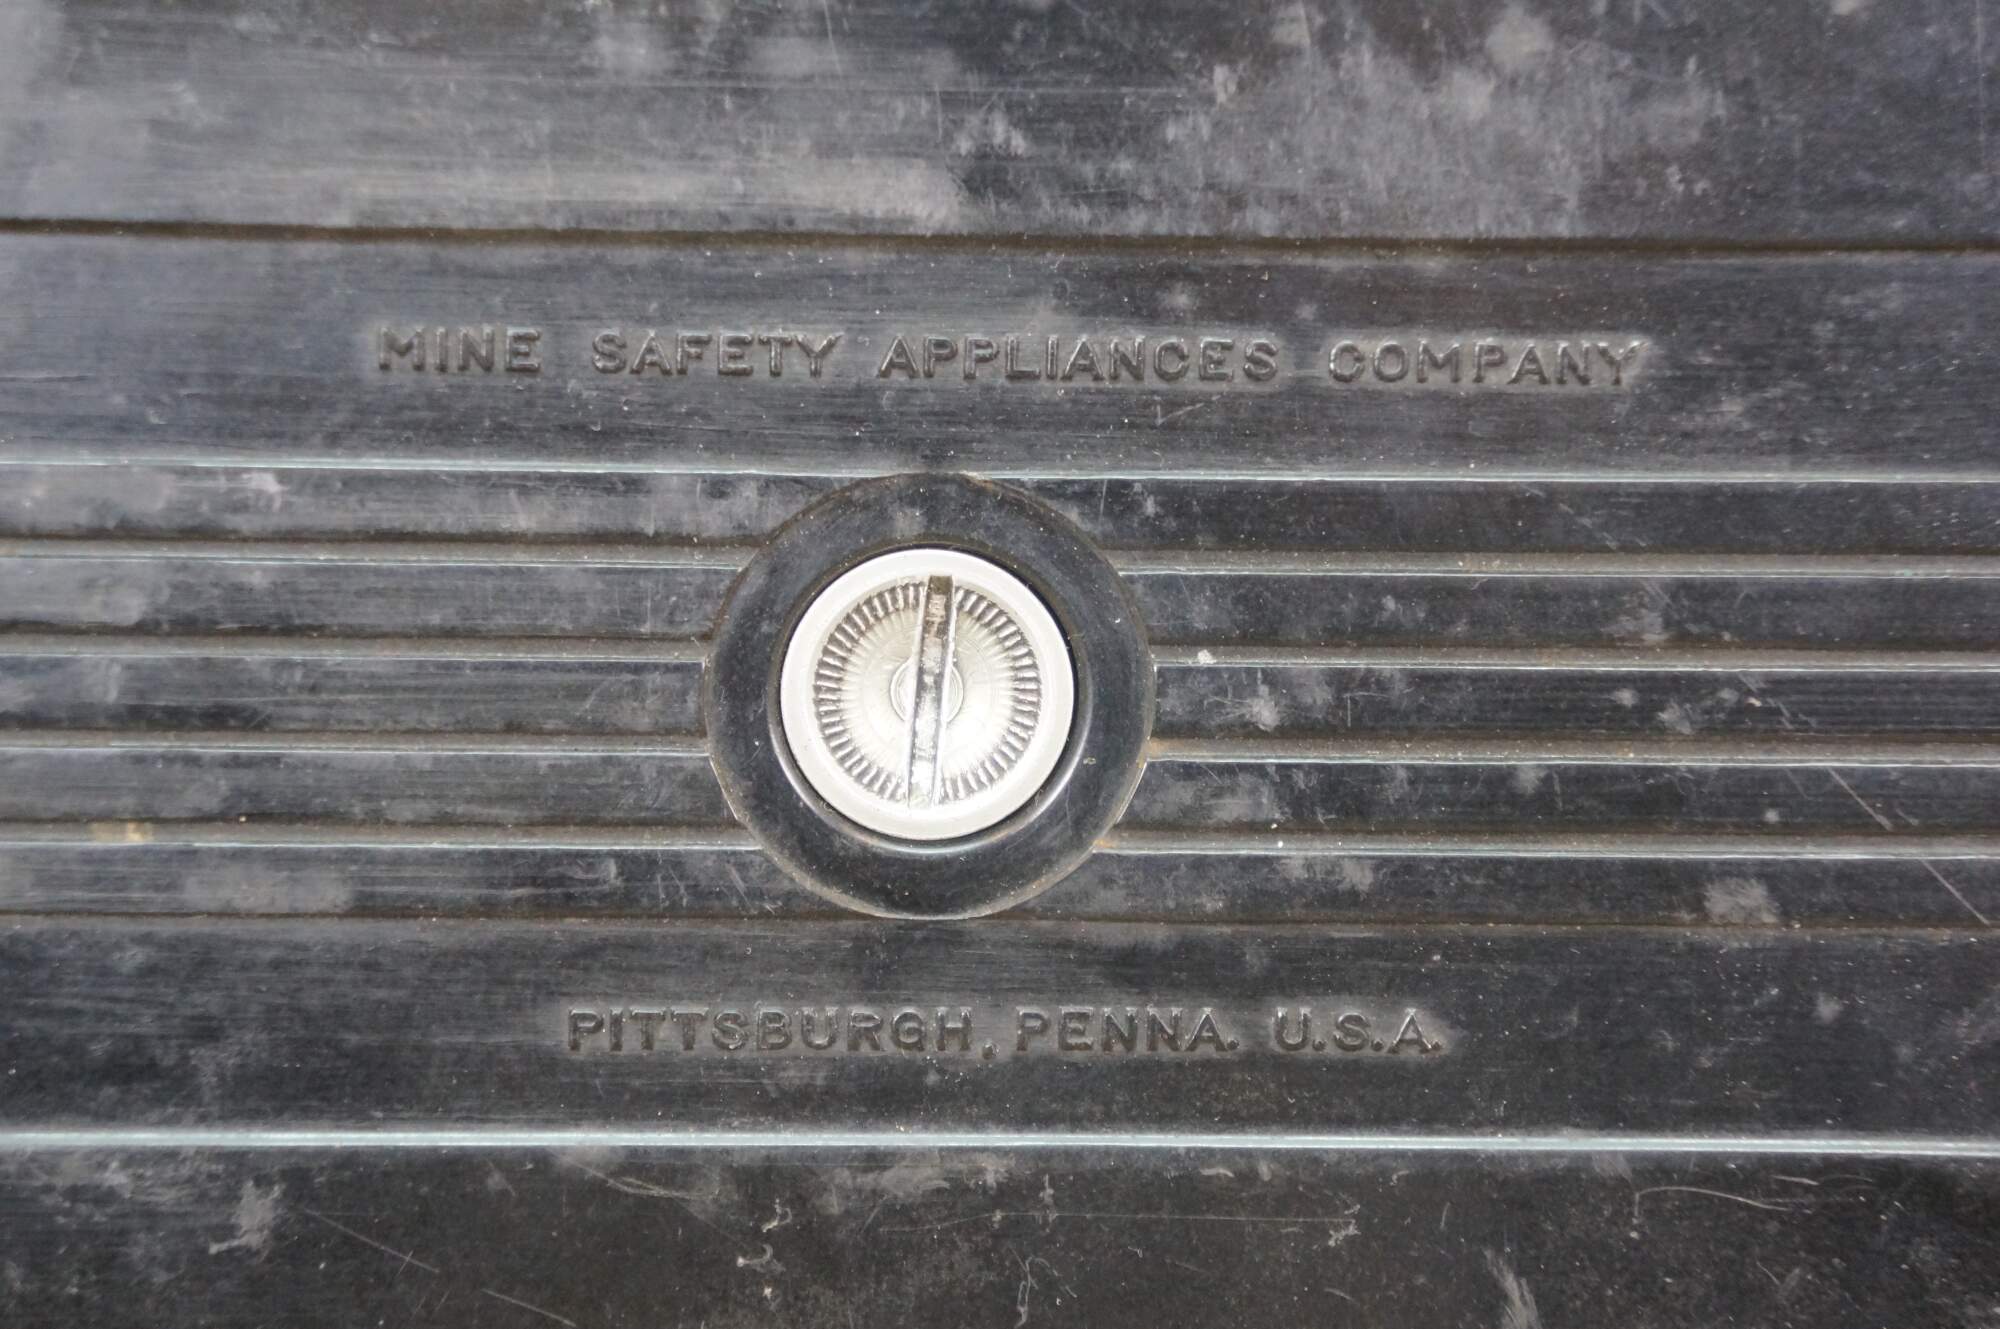 MINE SAFETY APPLIANCES COMPANY
PITTSBURGH, PENNA. U.S.A.